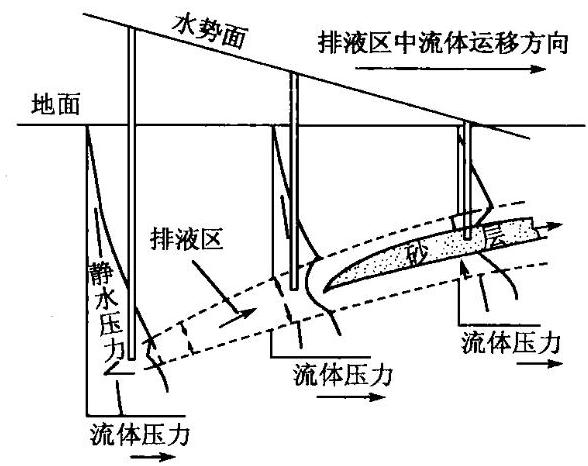 水势面
排液区中流体运移方向
地面
排液区
砂层
静水压力
流体压力
流体压力
流体压力